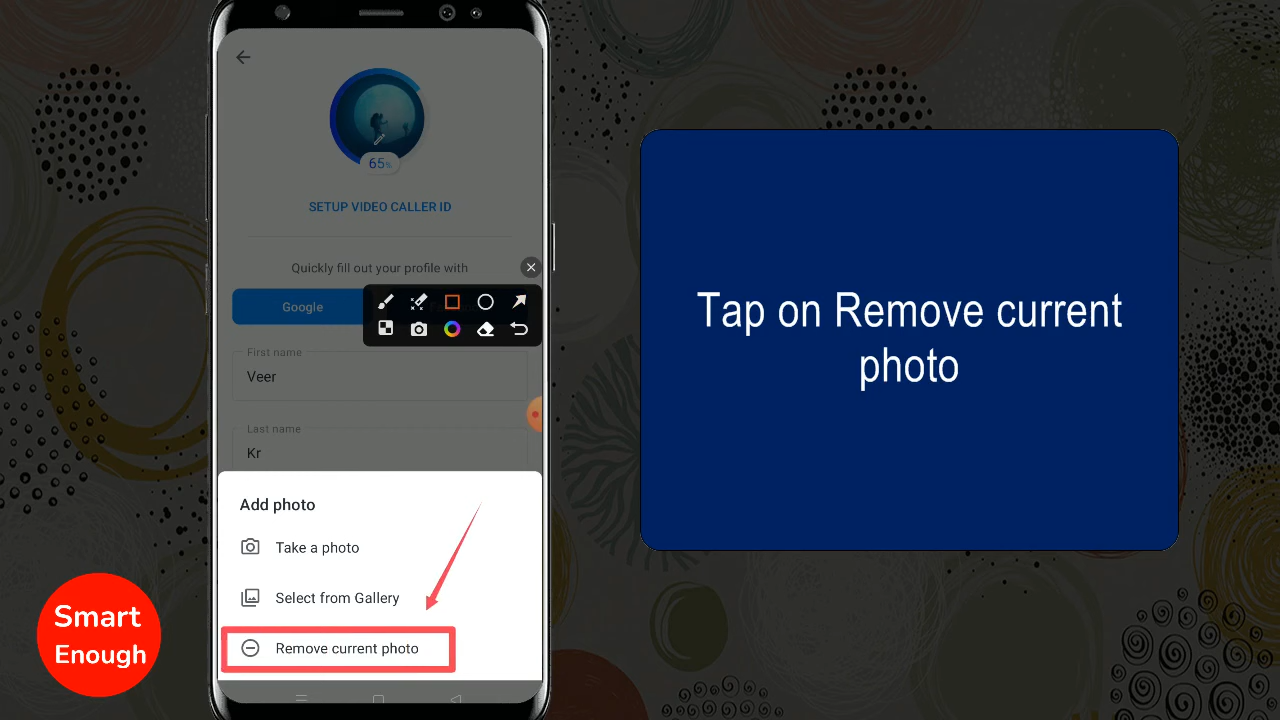 65%
SETUP VIDEO CALLER ID
Quickly fill out your profile with
Google
First name
Veer
Last name
Kr
Add photo
Take a photo
Select from Gallery
Remove current photo
Tap on Remove current
photo
Smart
Enough